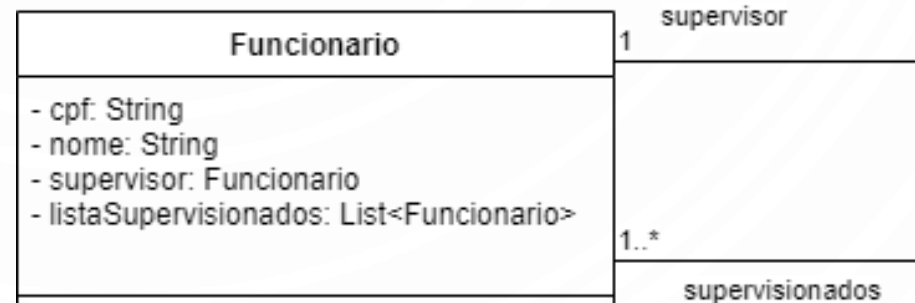 supervisor
Funcionario
1
- cpf: String
- nome: String
- supervisor: Funcionario
- listaSupervisionados: List<Funcionario>
1..*
supervisionados